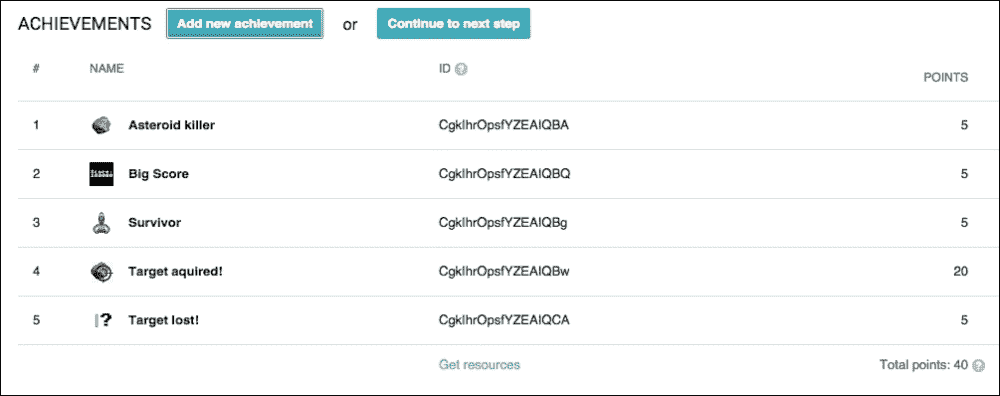 ACHIEVEMENTS Add new achievement or Continue to next step
# NAME ID ? POINTS
1 Asteroid killer CgkIhrOpsfYZEAIQBA 5
2 Big Score CgkIhrOpsfYZEAIQBQ 5
3 Survivor CgkIhrOpsfYZEAIQBg 5
4 Target aquired! CgkIhrOpsfYZEAIQBw 20
5 |? Target lost! CgkIhrOpsfYZEAIQCA 5
Get resources Total points: 40 ?